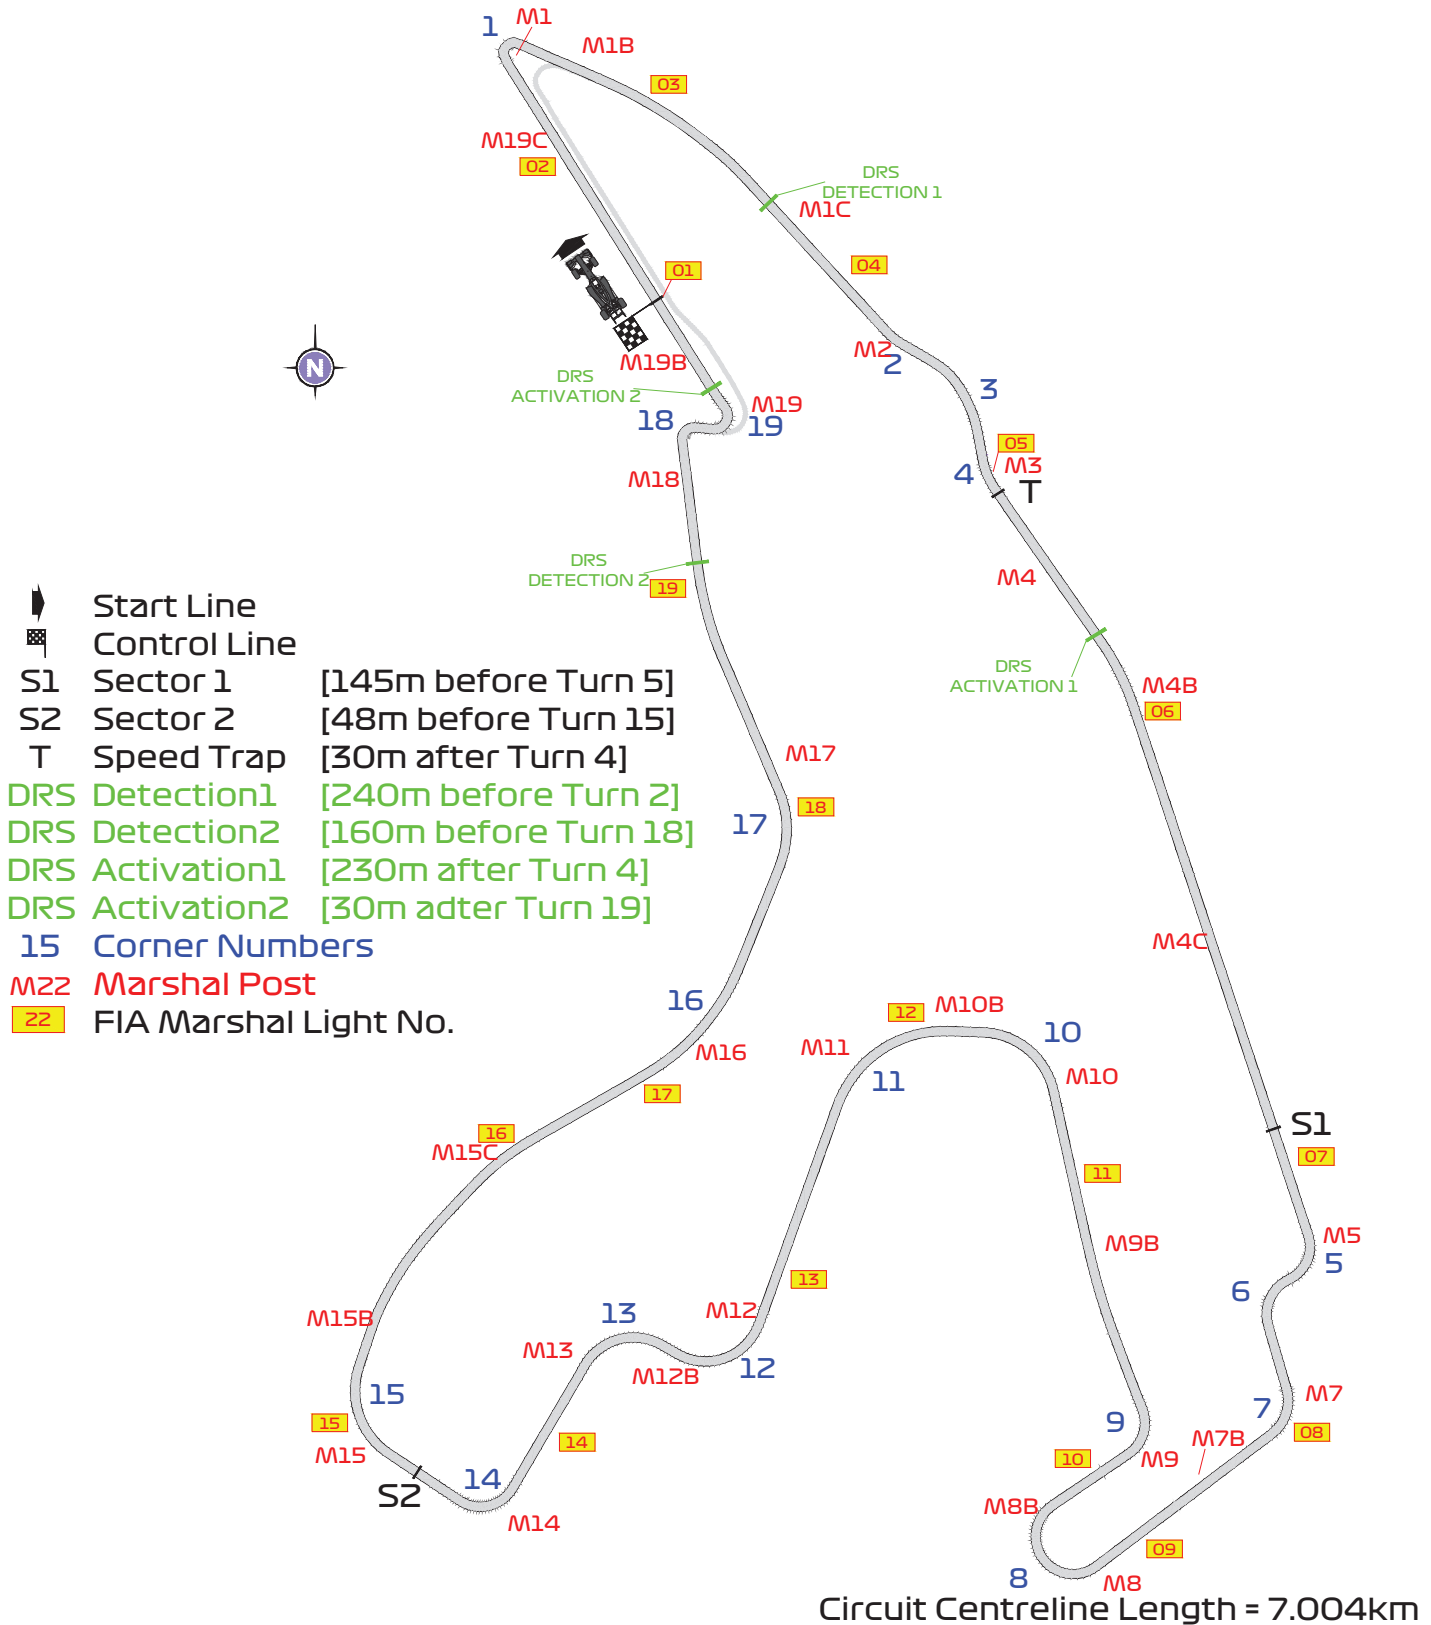 1
M1
M1B
03
M19C
02
DRS
DETECTION 1
M1C
04
01
M2
2
M19B
N
DRS
ACTIVATION 2
3
M19
18
19
05
M3
4
T
M18
DRS
DETECTION 2
19
M4
DRS
ACTIVATION 1
M4B
06
Start Line
Control Line
S1 Sector 1 [145m before Turn 5]
S2 Sector 2 [48m before Turn 15]
T Speed Trap [30m after Turn 4]
DRS Detection1 [240m before Turn 2]
DRS Detection2 [160m before Turn 18]
DRS Activation1 [230m after Turn 4]
DRS Activation2 [30m adter Turn 19]
15 Corner Numbers
M22 Marshal Post
22 FIA Marshal Light No.
M17
18
17
M4C
16
M16
17
16
M15C
12
M10B
10
M11
11
M10
S1
07
11
M9B
M5
5
6
13
M12
13
M15B
M13
M12B
12
15
15
M15
14
S2
14
M14
M7
7
08
M7B
9
M9
10
M8B
09
8
M8
Circuit Centreline Length = 7.004km